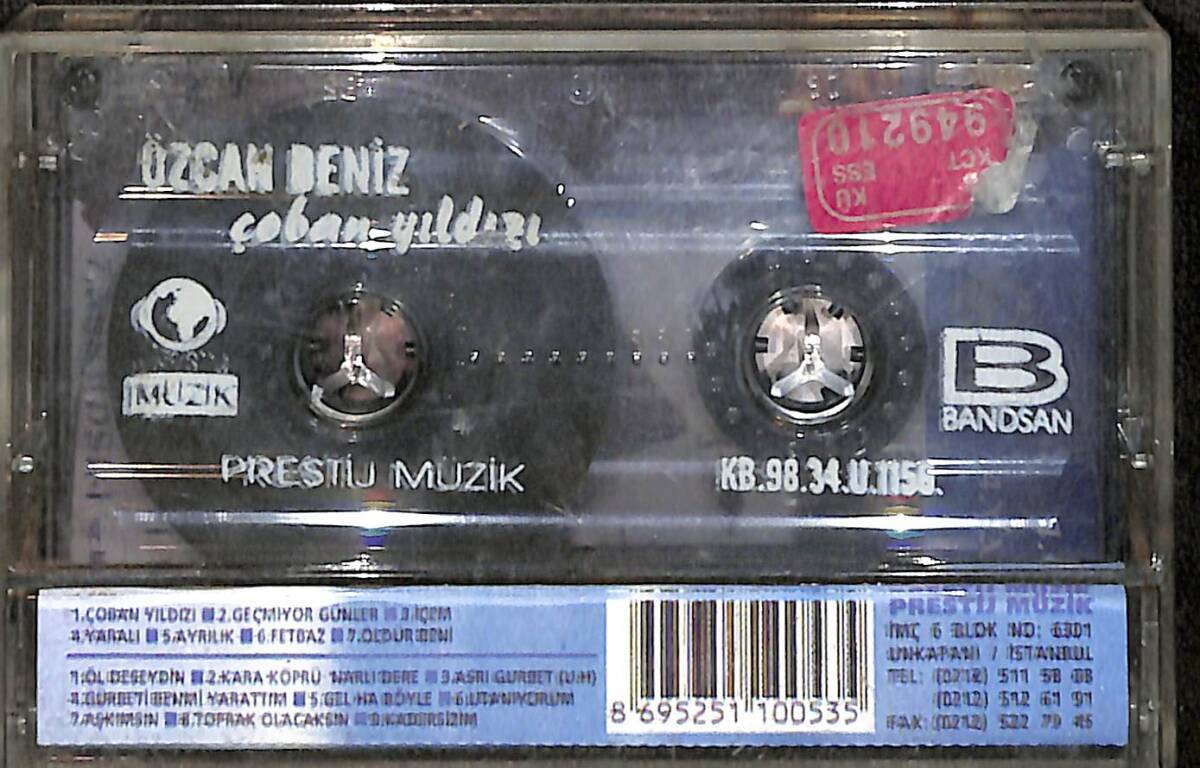 ÖZCAN DENİZ
çoban yıldızı
949210
KCT
ESS
KÜ
MÜZİK
B
BANDSAN
PRESTİJ MÜZİK
KB.98.34.U.1156.
1.ÇOBAN YILDIZI 2.GEÇMİYOR GÜNLER 3.İÇEM
4.YARALI 5.AYRILIK 6.FETBAZ 7.ÖLDÜR BENİ
1.ÖL DESEYDİN 2.KARA KÖPRÜ NARLI DERE 3.ASRI GURBET (U.H)
4.GURBETİ BENMİ YARATTIM 5.GEL HA BÖYLE 6.UTANIYORUM
7.AŞKIMSIN 8.TOPRAK OLACAKSIN 9.KADERSİZİM
8 695251 100535
PRESTİJ MÜZİK
İMÇ 6 BLOK NO: 6301
UNKAPANI / İSTANBUL
TEL: (0212) 511 58 08
(0212) 512 61 91
FAK: (0212) 522 79 45